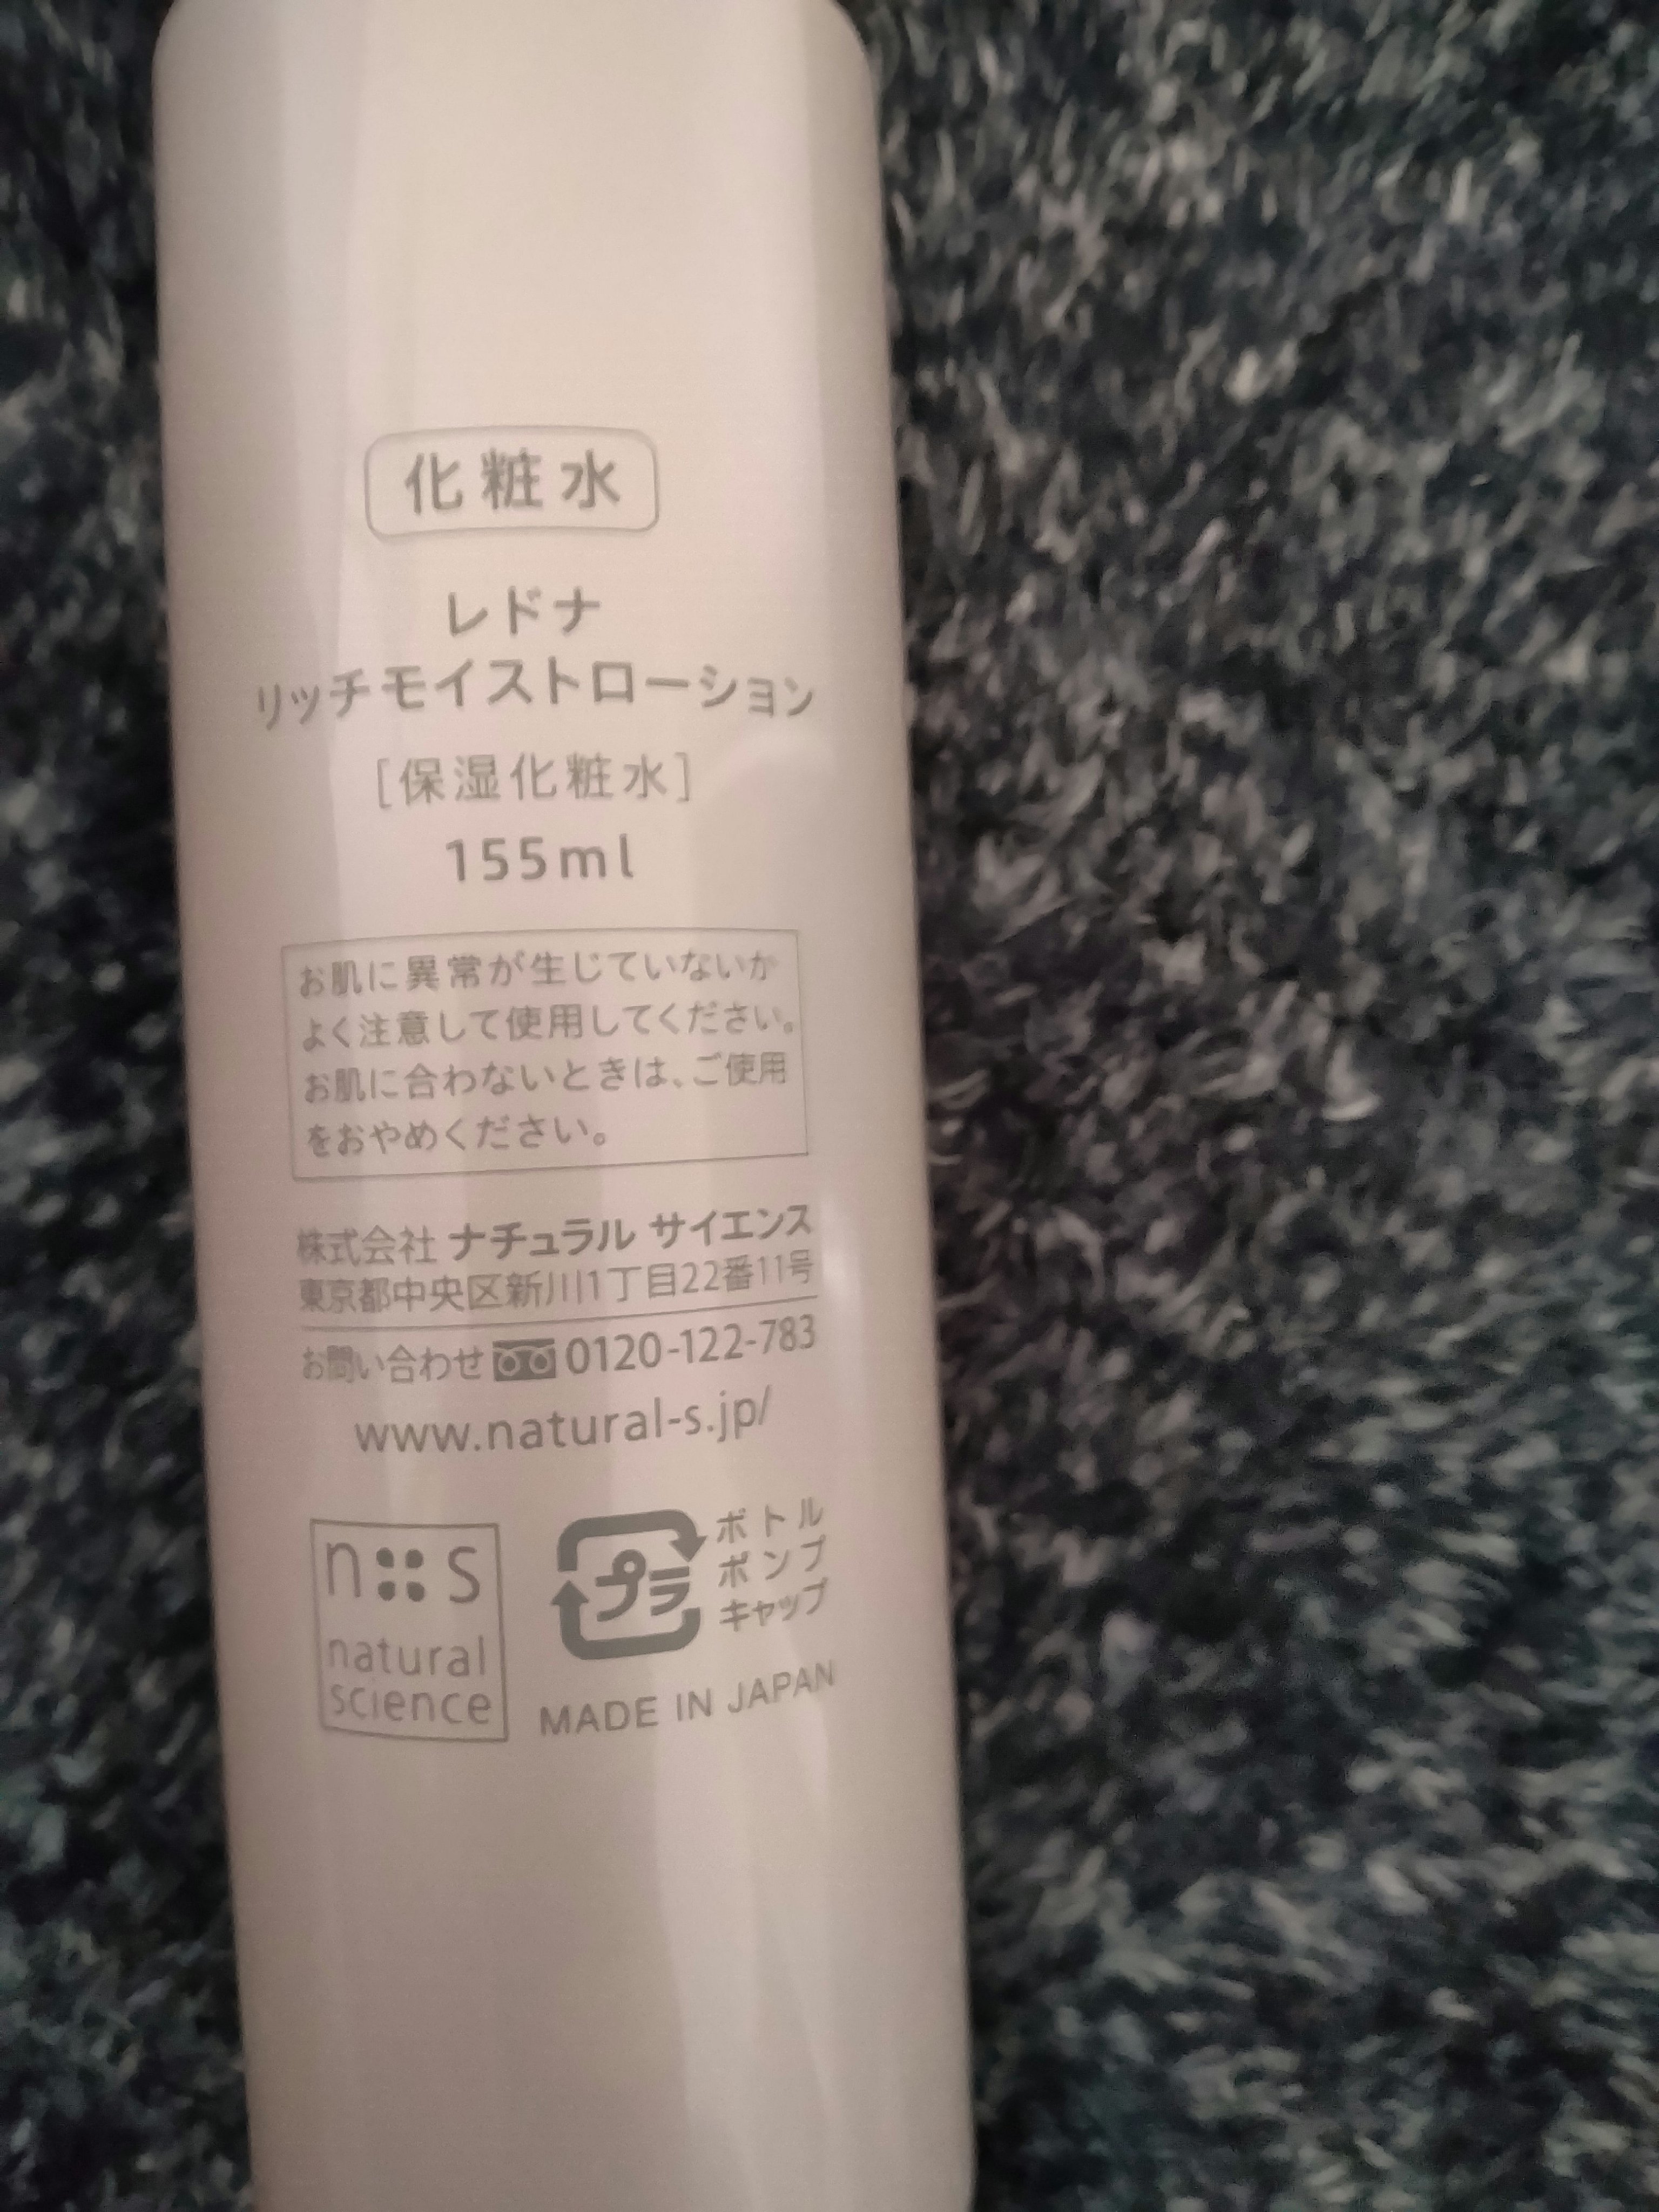 化粧水
レドナ
リッチモイストローション
[保湿化粧水]
155ml
お肌に異常が生じていないか
よく注意して使用してください。
お肌に合わないときは、ご使用
をおやめください。
株式会社 ナチュラル サイエンス
東京都中央区新川1丁目22番11号
お問い合わせ 0120-122-783
www.natural-s.jp/
n::s
natural
science
プラ
ボトル
ポンプ
キャップ
MADE IN JAPAN